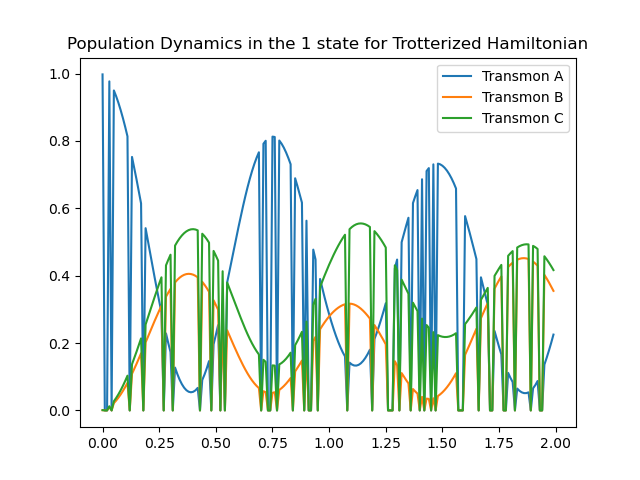 Population Dynamics in the 1 state for Trotterized Hamiltonian
Transmon A
Transmon B
Transmon C
1.0
0.8
0.6
0.4
0.2
0.0
0.00 0.25 0.50 0.75 1.00 1.25 1.50 1.75 2.00